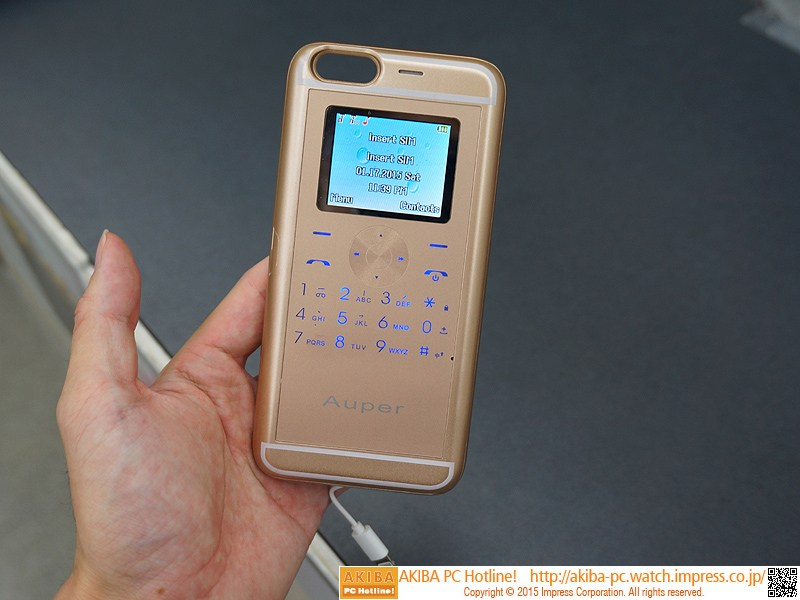 Insert SIM
Insert SIM
01.17.2015 Sat
11:39 PM
Menu Contacts
1 2 ABC 3 DEF *
4 GHI 5 JKL 6 MNO 0
7 PQRS 8 TUV 9 WXYZ #
Auper
AKIBA PC Hotline! AKIBA PC Hotline! http://akiba-pc.watch.impress.co.jp/
Copyright © 2015 Impress Corporation. All rights reserved.